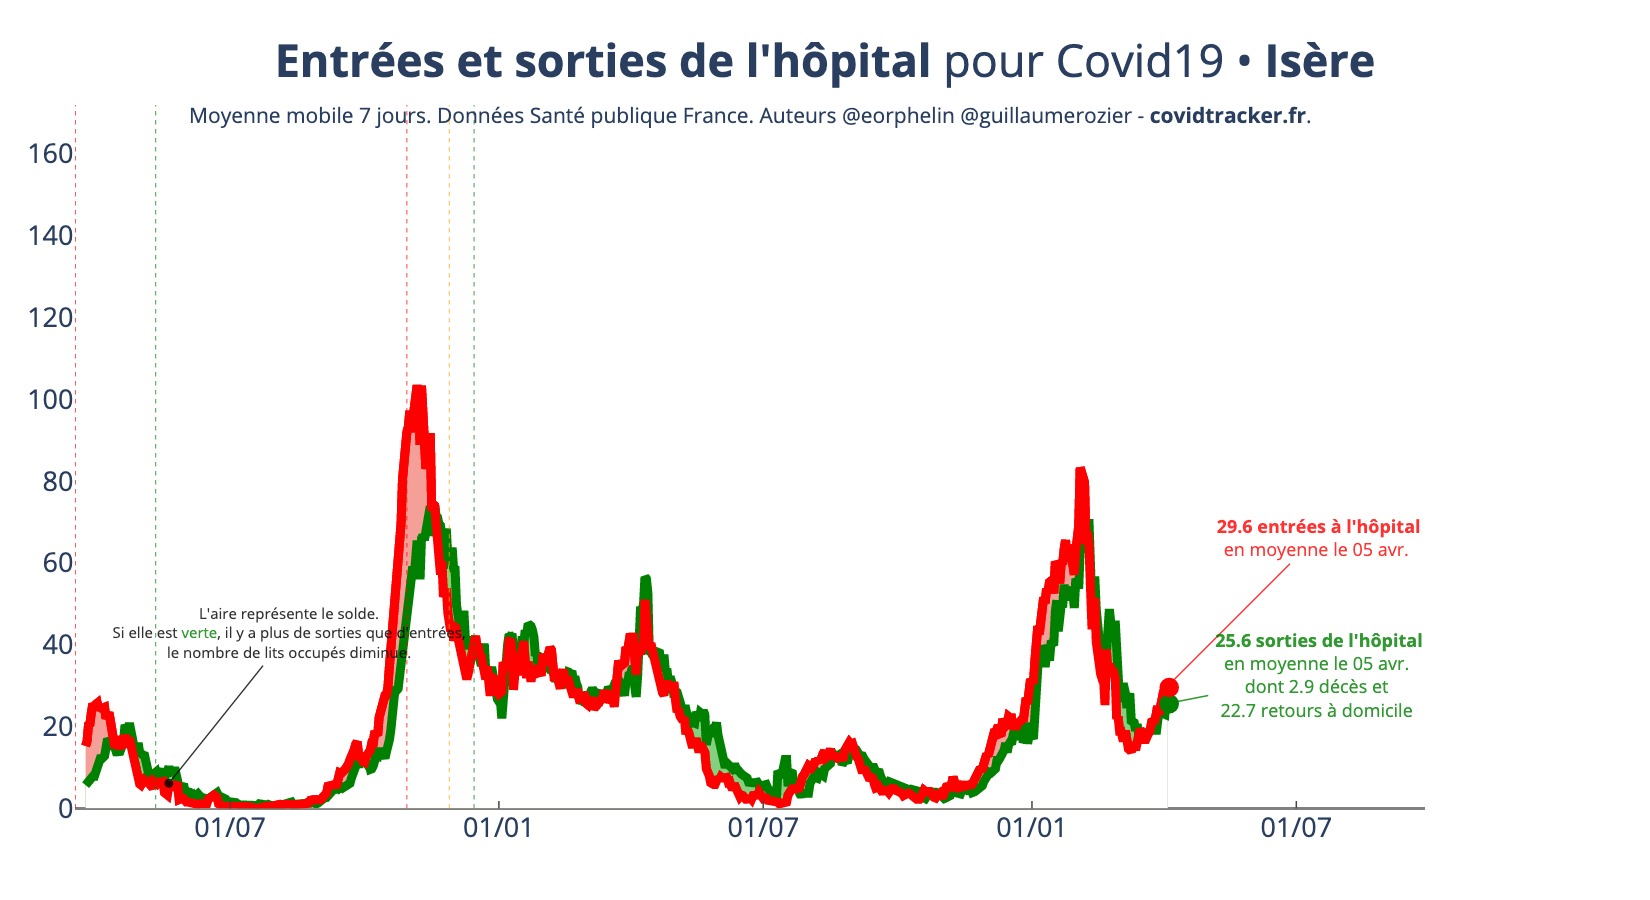 Entrées et sorties de l'hôpital pour Covid19 • Isère
Moyenne mobile 7 jours. Données Santé publique France. Auteurs @eorphelin @guillaumerozier - covidtracker.fr.
160
140
120
100
80
60
40
20
0
L'aire représente le solde.
Si elle est verte, il y a plus de sorties que d'entrées,
le nombre de lits occupés diminue.
29.6 entrées à l'hôpital
en moyenne le 05 avr.
25.6 sorties de l'hôpital
en moyenne le 05 avr.
dont 2.9 décès et
22.7 retours à domicile
01/07
01/01
01/07
01/01
01/07